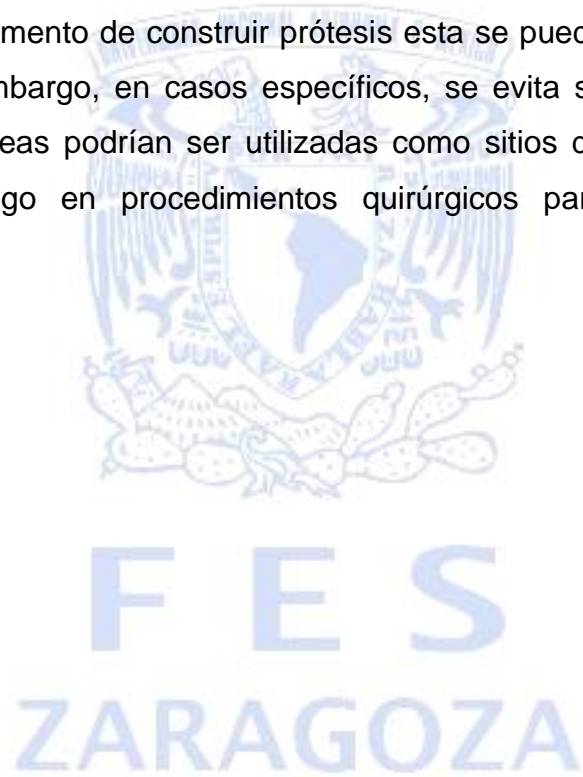 mento de construir prótesis esta se pued
mbargo, en casos específicos, se evita s
eas podrían ser utilizadas como sitios d
go en procedimientos quirúrgicos par
FES
ZARAGOZA